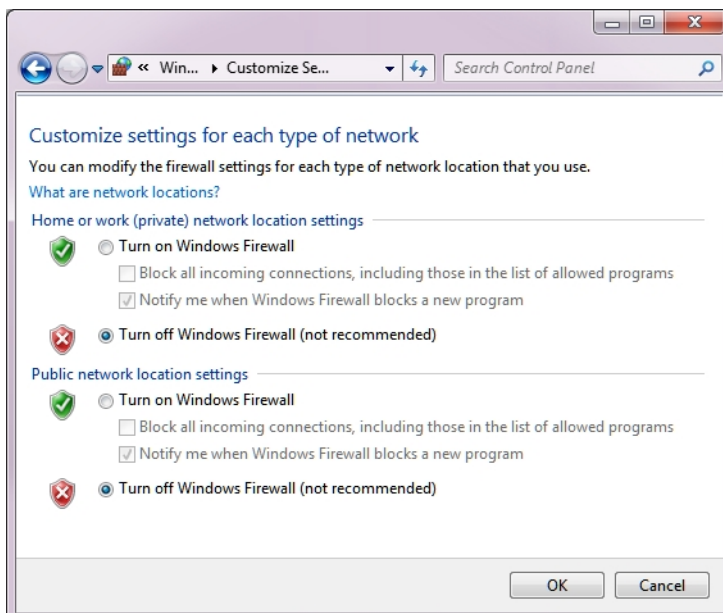 « Win... ▸ Customize Se...
Search Control Panel
Customize settings for each type of network
You can modify the firewall settings for each type of network location that you use.
What are network locations?
Home or work (private) network location settings
Turn on Windows Firewall
Block all incoming connections, including those in the list of allowed programs
Notify me when Windows Firewall blocks a new program
Turn off Windows Firewall (not recommended)
Public network location settings
Turn on Windows Firewall
Block all incoming connections, including those in the list of allowed programs
Notify me when Windows Firewall blocks a new program
Turn off Windows Firewall (not recommended)
OK Cancel